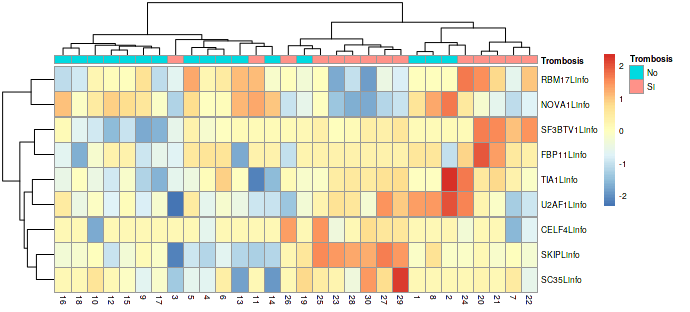 Trombosis
Trombosis
No
Si
RBM17Linfo
NOVA1Linfo
SF3BTV1Linfo
FBP11Linfo
TIA1Linfo
U2AF1Linfo
CELF4Linfo
SKIPLinfo
SC35Linfo
2
1
0
-1
-2
16 18 10 12 15 9 17 3 5 4 6 13 11 14 26 19 25 23 28 30 27 29 1 8 2 24 20 21 7 22